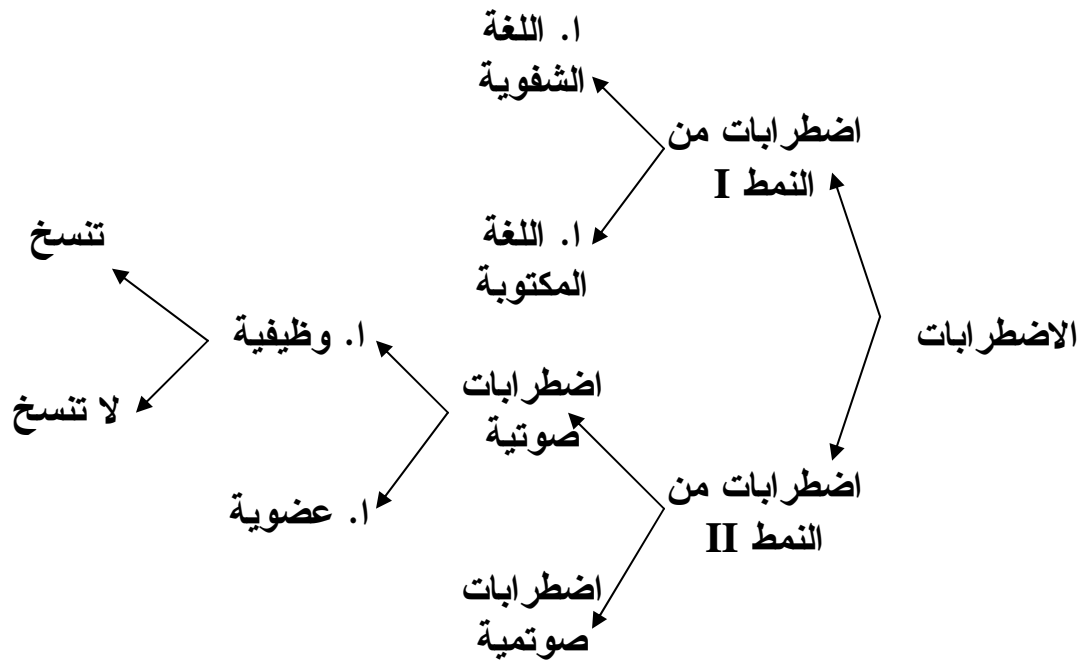 ا. اللغة
الشفوية
اضطرابات من
النمط I
ا. اللغة
المكتوبة
الاضطرابات
تنسخ
ا. وظيفية
اضطرابات
صوتية
لا تنسخ
اضطرابات من
النمط II
ا. عضوية
اضطرابات
صوتمية